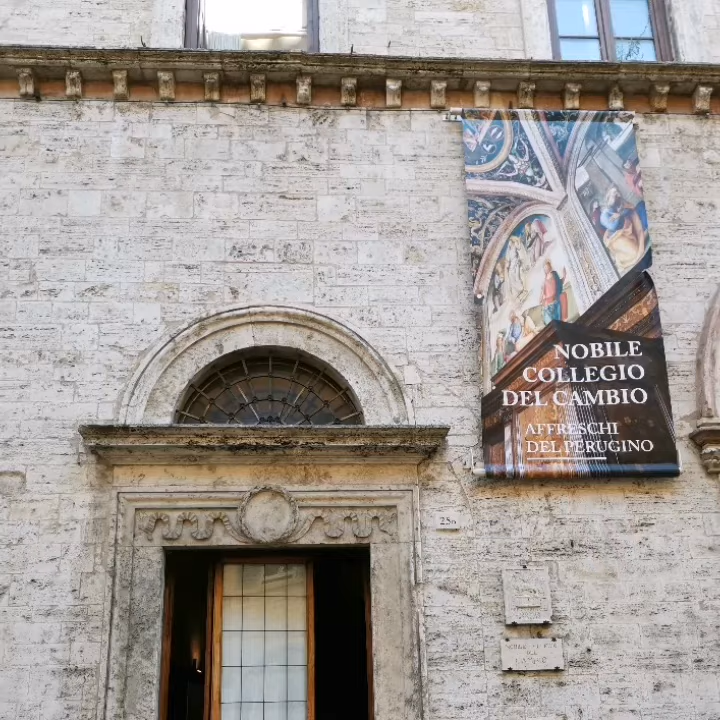 NOBILE
COLLEGIO
DEL CAMBIO
AFFRESCHI
DEL PERUGINO